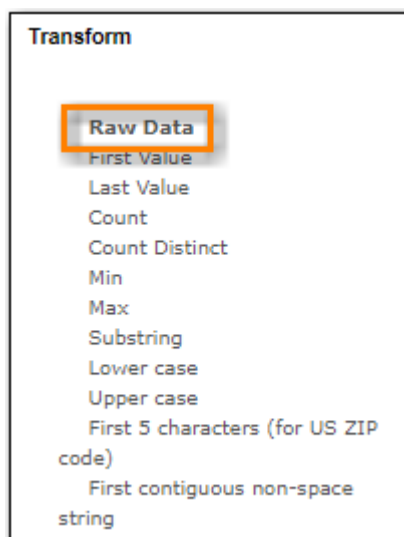 Transform
Raw Data
First Value
Last Value
Count
Count Distinct
Min
Max
Substring
Lower case
Upper case
First 5 characters (for US ZIP
code)
First contiguous non-space
string